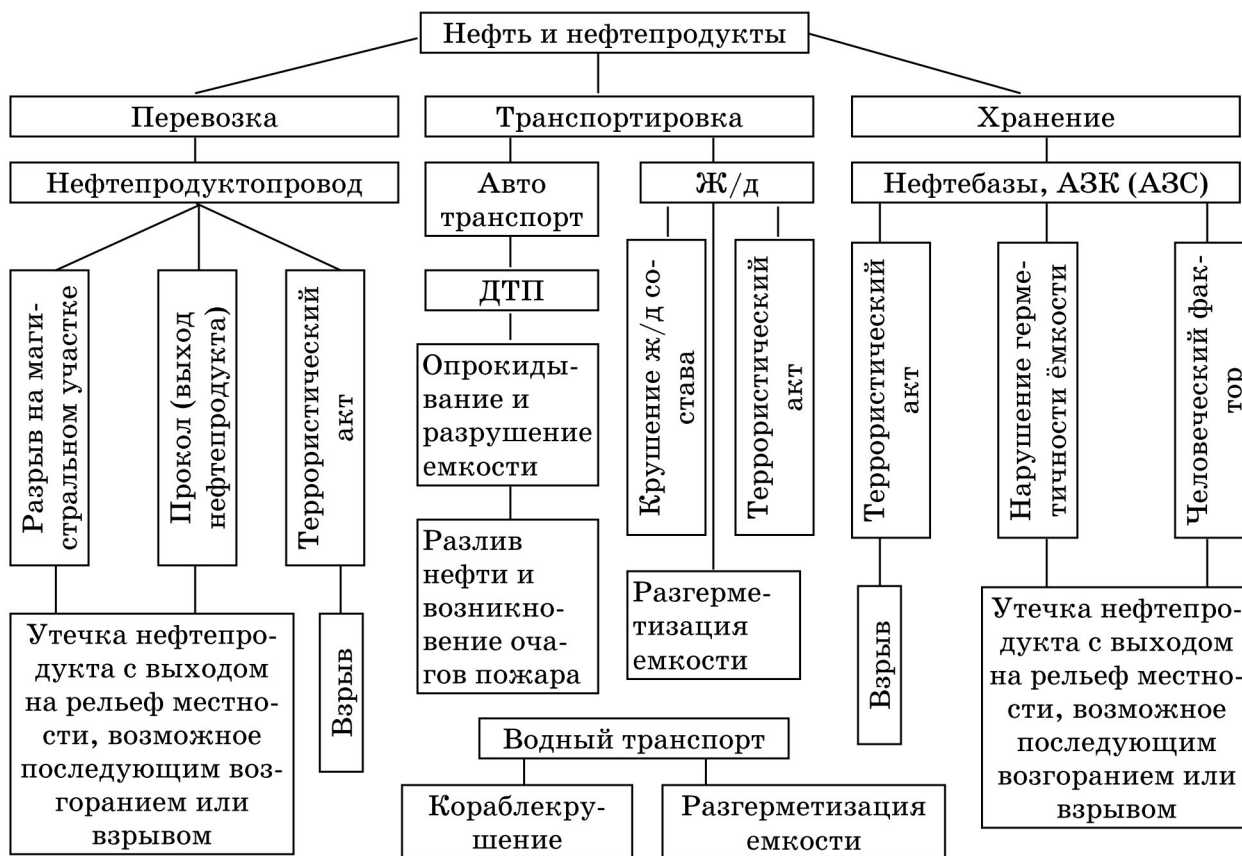 Нефть и нефтепродукты
Перевозка
Транспортировка
Хранение
Нефтепродуктопровод
Авто
транспорт
Ж/д
Нефтебазы, АЗК (АЗС)
Разрыв на маги-
стральном участке
Прокол (выход
нефтепродукта)
Террористический
акт
ДТП
Опрокиды-
вание и
разрушение
емкости
Разлив
нефти и
возникно-
вение оча-
гов пожара
Крушение ж/д со-
става
Террористический
акт
Разгерме-
тизация
емкости
Террористический
акт
Нарушение герме-
тичности ёмкости
Человеческий фак-
тор
Утечка нефтепро-
дукта с выходом
на рельеф местно-
сти, возможное
последующим воз-
горанием или
взрывом
Взрыв
Взрыв
Утечка нефтепро-
дукта с выходом
на рельеф местно-
сти, возможное
последующим
возгоранием или
взрывом
Водный транспорт
Кораблекру-
шение
Разгерметизация
емкости